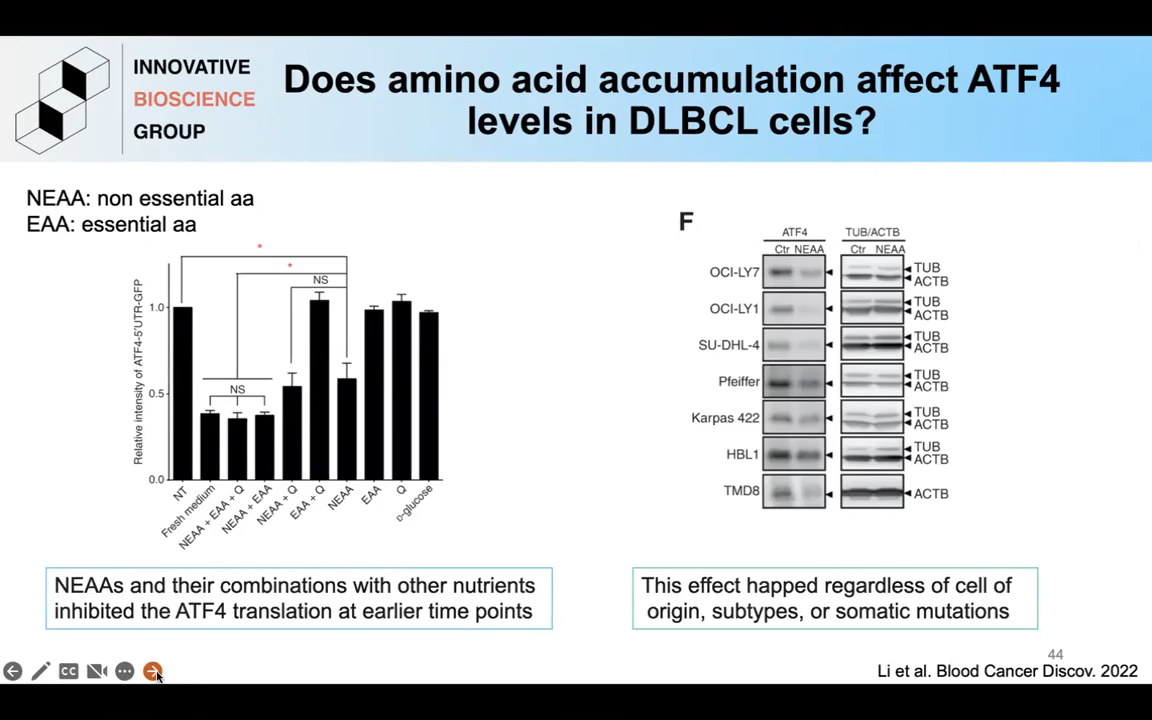 INNOVATIVE
BIOSCIENCE
GROUP
Does amino acid accumulation affect ATF4
levels in DLBCL cells?
NEAA: non essential aa
EAA: essential aa
Relative intensity of ATF4-5'UTR-GFP
1.0
0.5
0.0
*
*
NS
NS
NT
Fresh medium
NEAA + EAA + Q
NEAA + EAA
NEAA + Q
EAA + Q
NEAA
EAA
Q
D-glucose
F
ATF4 TUB/ACTB
Ctr NEAA Ctr NEAA
OCI-LY7 TUB
ACTB
OCI-LY1 TUB
ACTB
SU-DHL-4 TUB
ACTB
Pfeiffer TUB
ACTB
Karpas 422 TUB
ACTB
HBL1 TUB
ACTB
TMD8 ACTB
NEAAs and their combinations with other nutrients
inhibited the ATF4 translation at earlier time points
This effect happed regardless of cell of
origin, subtypes, or somatic mutations
44
Li et al. Blood Cancer Discov. 2022
CC